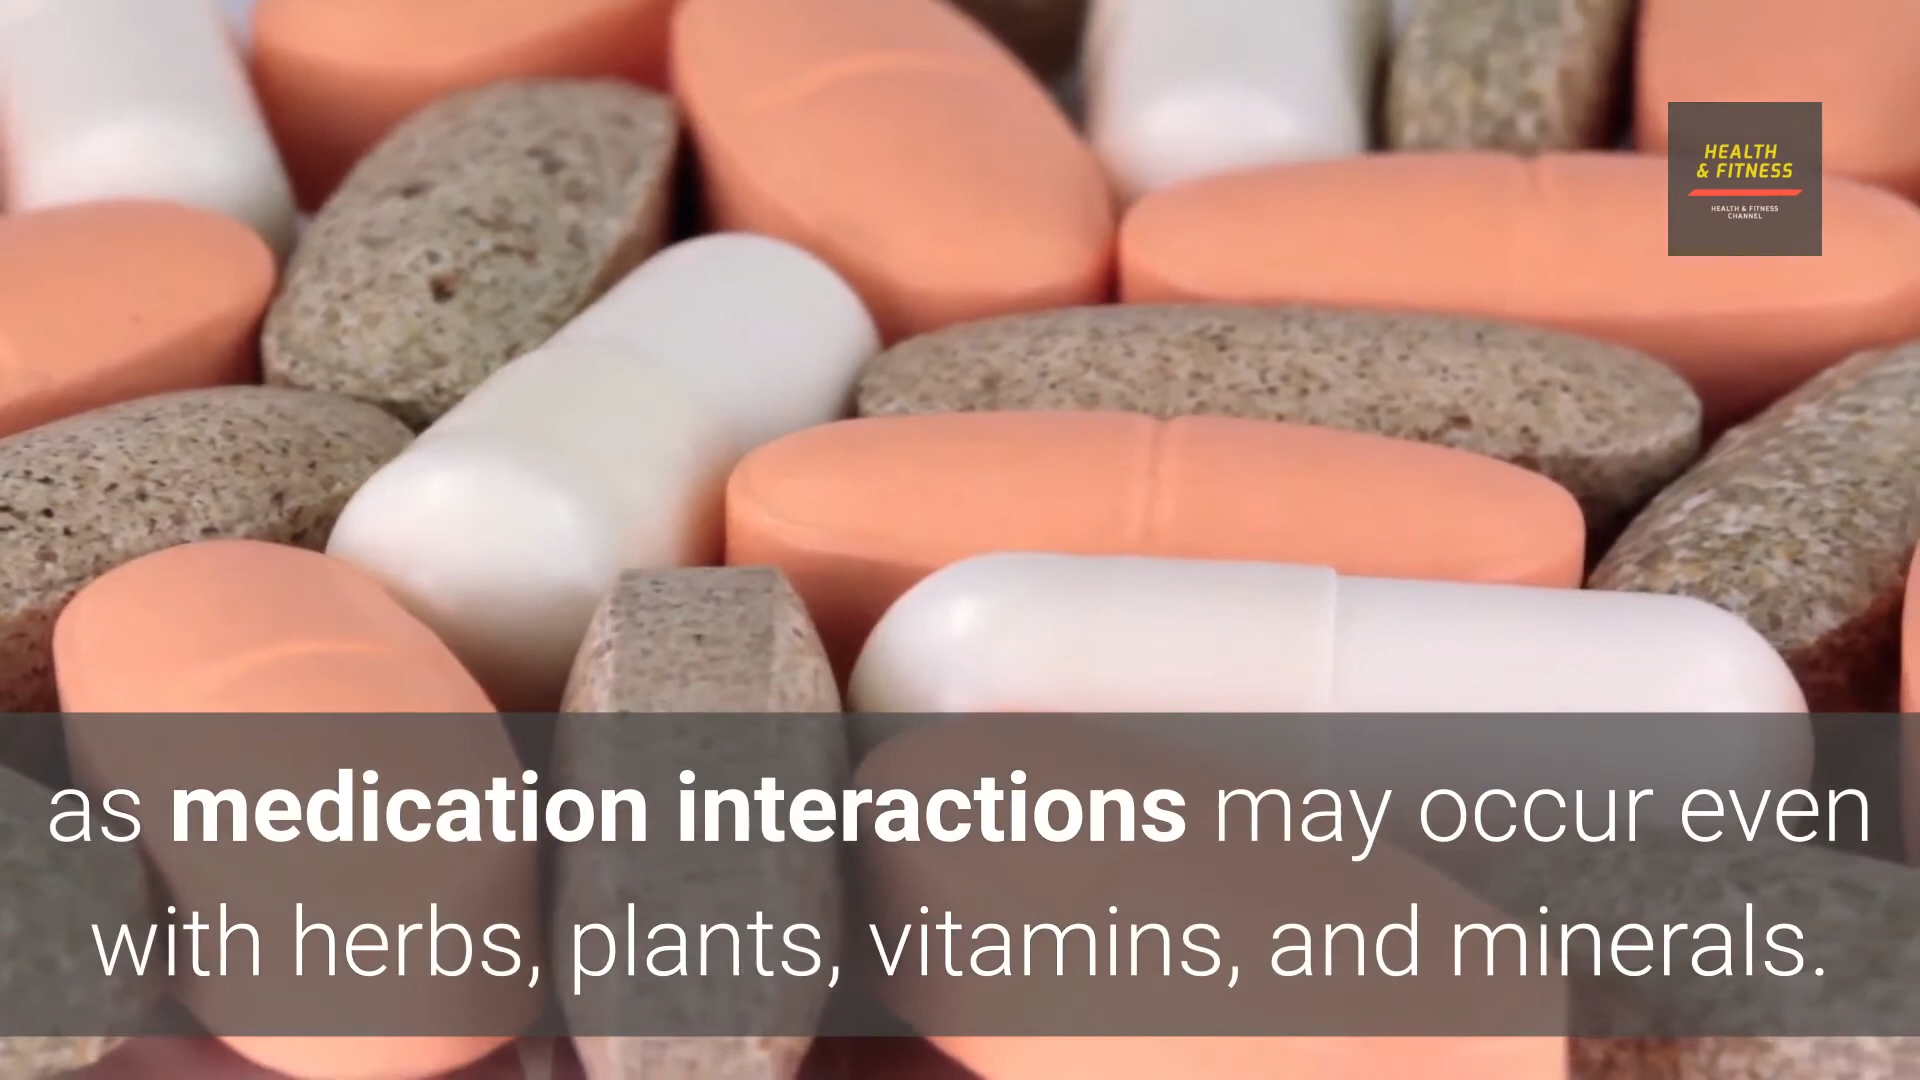 HEALTH
& FITNESS
HEALTH & FITNESS
CHANNEL
as medication interactions may occur even
with herbs, plants, vitamins, and minerals.